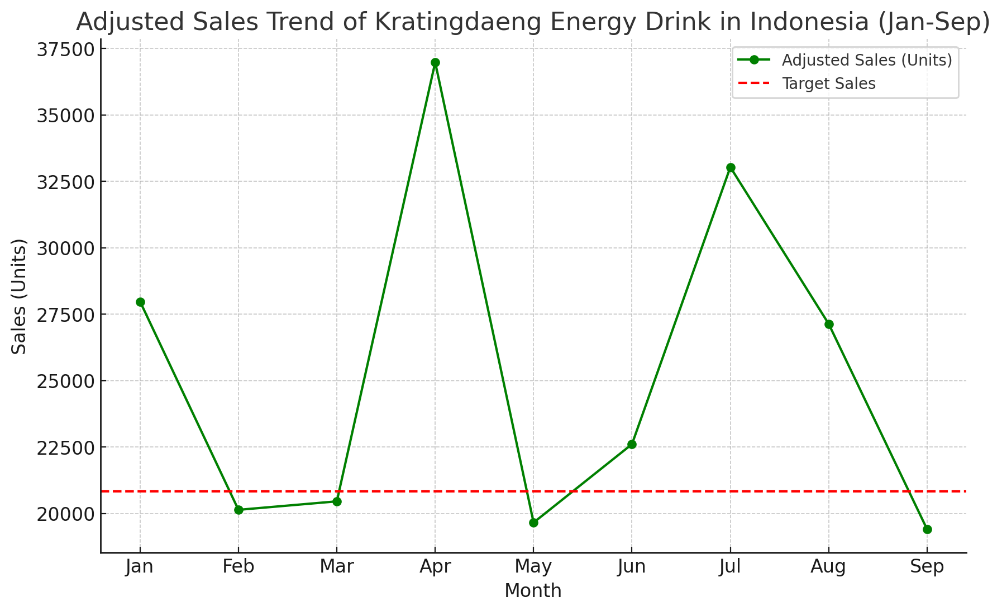 Adjusted Sales Trend of Kratingdaeng Energy Drink in Indonesia (Jan-Sep)
Adjusted Sales (Units)
Target Sales
Sales (Units)
37500
35000
32500
30000
27500
25000
22500
20000
Jan Feb Mar Apr May Jun Jul Aug Sep
Month